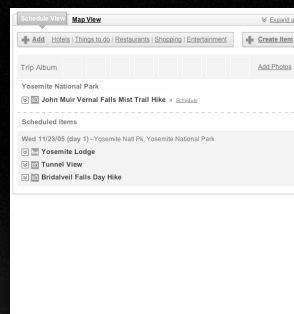 Schedule View Map View Expand a
Add Hotels | Things to do | Restaurants | Shopping | Entertainment Create Item
Trip Album Add Photos
Yosemite National Park
John Muir Vernal Falls Mist Trail Hike » Schedule
Scheduled Items
Wed 11/23/05 (day 1) - Yosemite Natl Pk, Yosemite National Park
Yosemite Lodge
Tunnel View
Bridalveil Falls Day Hike